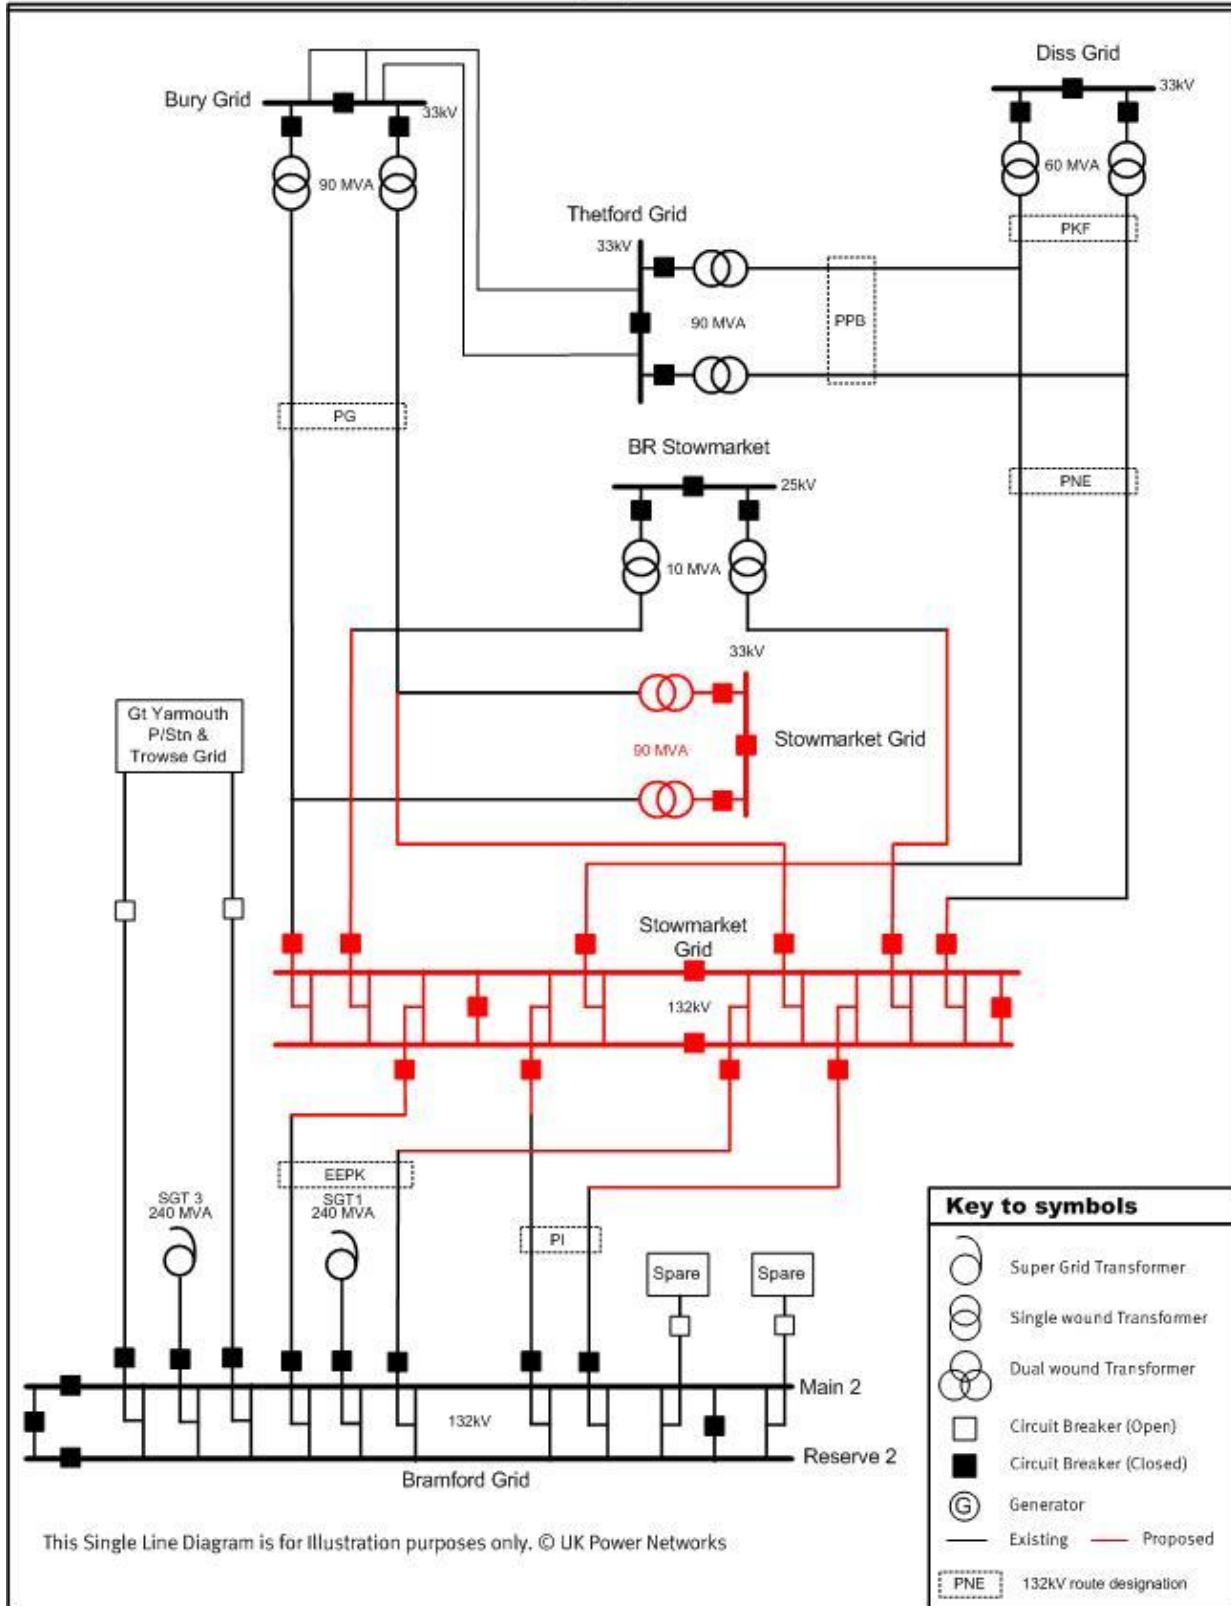 Diss Grid
Bury Grid
33kV
33kV
90 MVA
60 MVA
Thetford Grid
33kV
PKF
90 MVA
PPB
PG
BR Stowmarket
25kV
PNE
10 MVA
33kV
Gt Yarmouth
P/Stn &
Trowse Grid
90 MVA
Stowmarket Grid
Stowmarket
Grid
132kV
EEPK
SGT 3
240 MVA
SGT1
240 MVA
PI
Spare
Spare
Main 2
132kV
Reserve 2
Bramford Grid
Key to symbols
Super Grid Transformer
Single wound Transformer
Dual wound Transformer
Circuit Breaker (Open)
Circuit Breaker (Closed)
G Generator
Existing Proposed
PNE 132kV route designation
This Single Line Diagram is for Illustration purposes only. © UK Power Networks